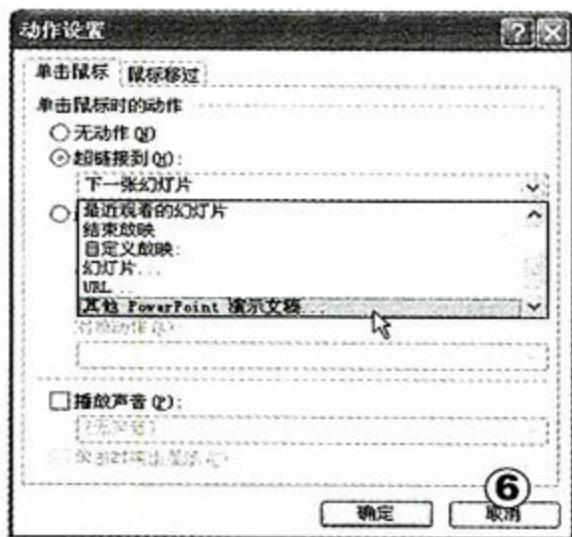 动作设置
单击鼠标 鼠标移过
单击鼠标时的动作
无动作(N)
超链接到(H):
下一张幻灯片
最近观看的幻灯片
结束放映
自定义放映:
幻灯片...
URL...
其他 PowerPoint 演示文稿...
播放声音(P):
确定 取消
⑥